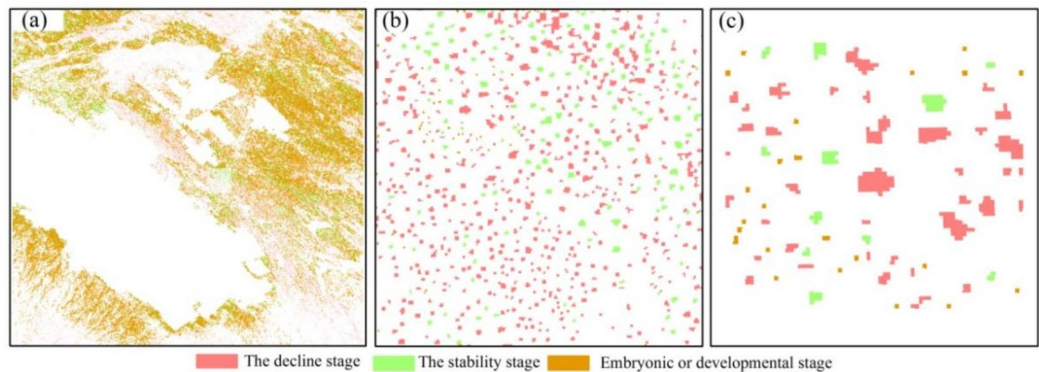 (a)
(b)
(c)
The decline stage
The stability stage
Embryonic or developmental stage